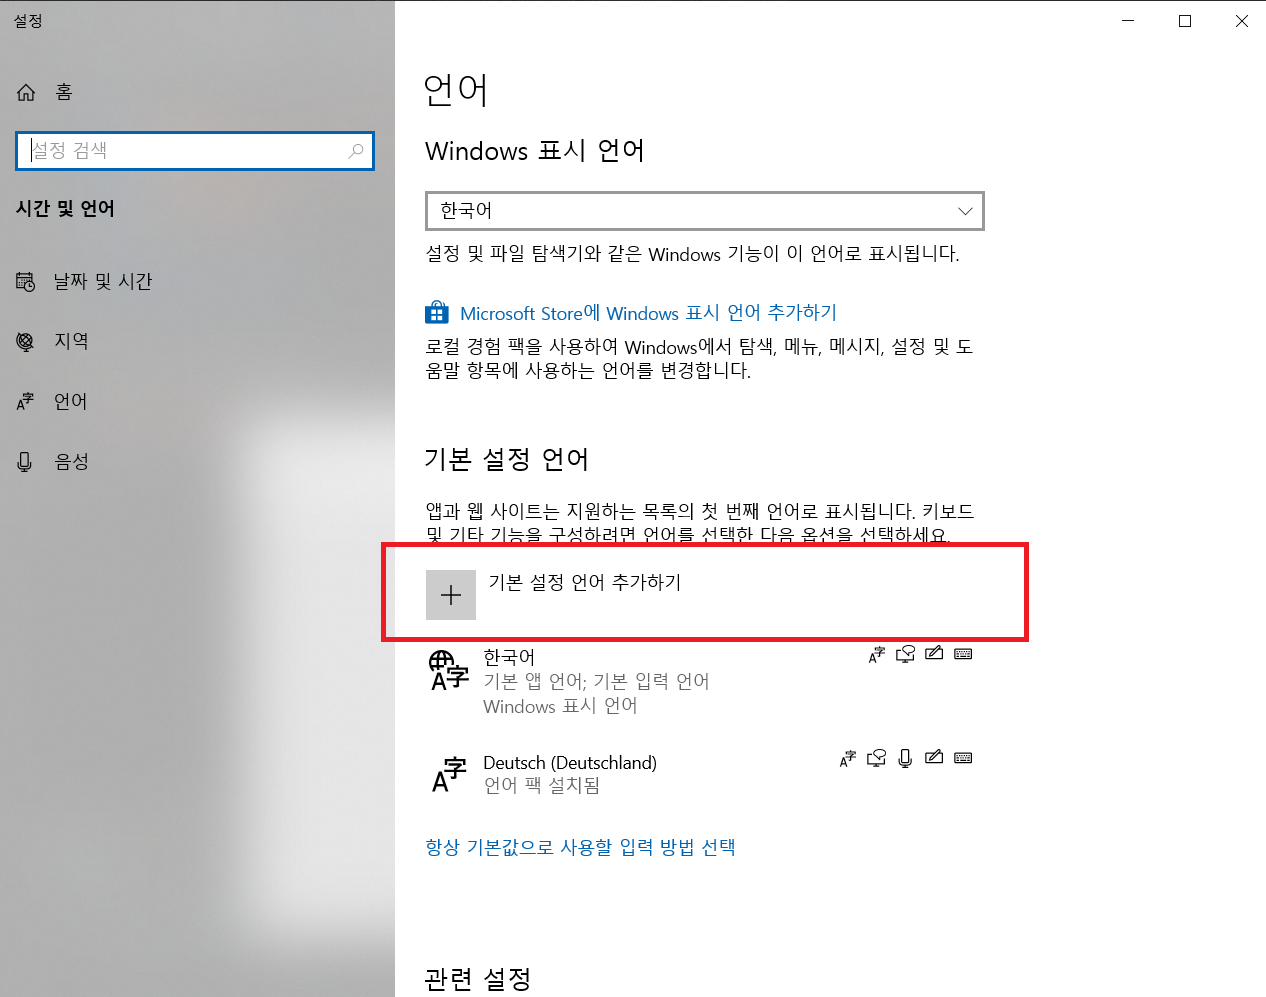 설정
홈
설정 검색
시간 및 언어
날짜 및 시간
지역
언어
음성
언어
Windows 표시 언어
한국어
설정 및 파일 탐색기와 같은 Windows 기능이 이 언어로 표시됩니다.
Microsoft Store에 Windows 표시 언어 추가하기
로컬 경험 팩을 사용하여 Windows에서 탐색, 메뉴, 메시지, 설정 및 도
움말 항목에 사용하는 언어를 변경합니다.
기본 설정 언어
앱과 웹 사이트는 지원하는 목록의 첫 번째 언어로 표시됩니다. 키보드
및 기타 기능을 구성하려면 언어를 선택한 다음 옵션을 선택하세요.
기본 설정 언어 추가하기
한국어
기본 앱 언어; 기본 입력 언어
Windows 표시 언어
Deutsch (Deutschland)
언어 팩 설치됨
항상 기본값으로 사용할 입력 방법 선택
관련 설정